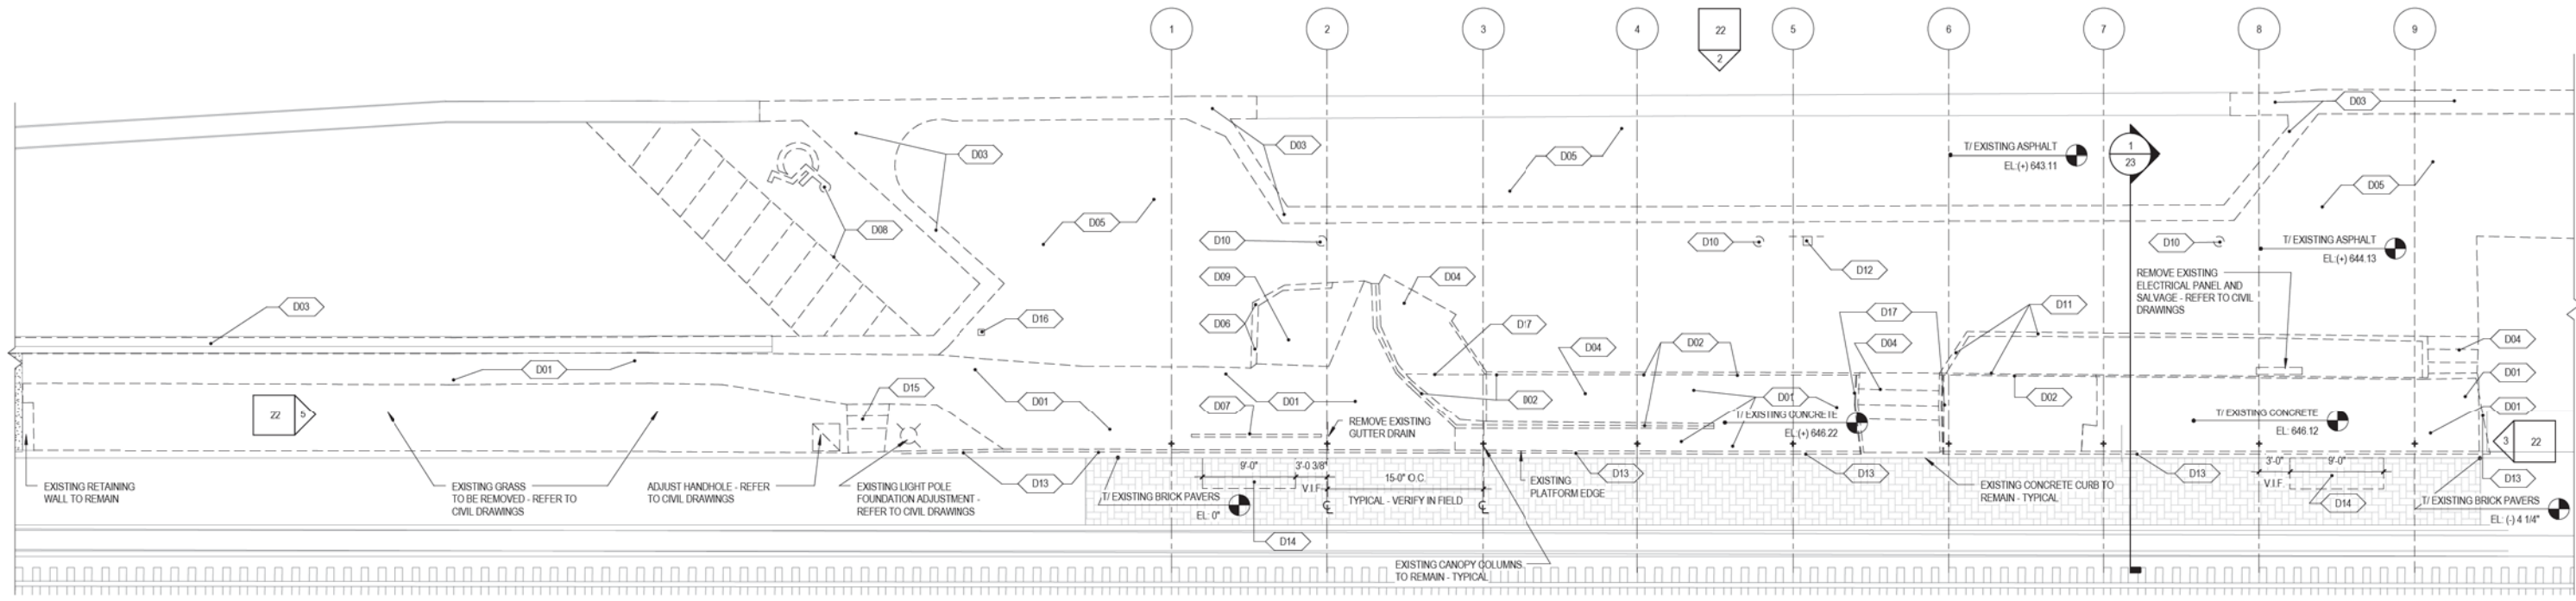 1
2
3
4
22
2
5
6
7
8
9
D03
D03
D03
D05
T/ EXISTING ASPHALT
EL:(+) 643.11
1
23
D05
D05
D08
D10
D10
D12
D10
T/ EXISTING ASPHALT
EL:(+) 644.13
REMOVE EXISTING
ELECTRICAL PANEL AND
SALVAGE - REFER TO CIVIL
DRAWINGS
D09
D04
D03
D16
D06
D17
D17
D11
D04
D02
D04
D04
D01
D15
D01
D01
D07
D02
D01
D02
D01
D01
22
5
REMOVE EXISTING
GUTTER DRAIN
T/ EXISTING CONCRETE
EL:(+) 646.22
T/ EXISTING CONCRETE
EL: 646.12
3
22
EXISTING RETAINING
WALL TO REMAIN
EXISTING GRASS
TO BE REMOVED - REFER TO
CIVIL DRAWINGS
ADJUST HANDHOLE - REFER
TO CIVIL DRAWINGS
EXISTING LIGHT POLE
FOUNDATION ADJUSTMENT -
REFER TO CIVIL DRAWINGS
D13
T/ EXISTING BRICK PAVERS
EL: 0"
9'-0"
3'-0 3/8"
V.I.F.
15'-0" O.C.
TYPICAL - VERIFY IN FIELD
EXISTING
PLATFORM EDGE
D13
D13
EXISTING CONCRETE CURB TO
REMAIN - TYPICAL
D13
3'-0"
9'-0"
V.I.F.
D13
D14
T/ EXISTING BRICK PAVERS
EL: (-) 4 1/4"
D14
EXISTING CANOPY COLUMNS
TO REMAIN - TYPICAL